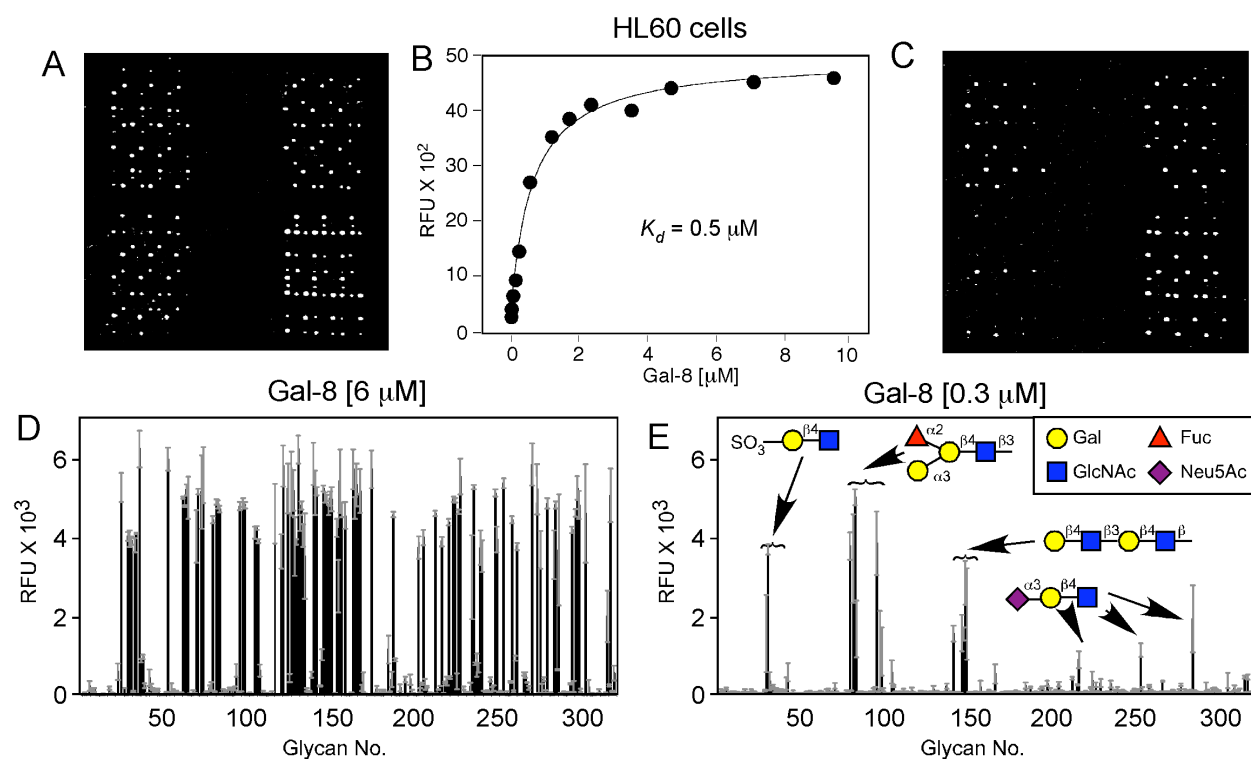 HL60 cells
A
B
C
50
40
30
20
10
0
RFU X 10²
K_d = 0.5 μM
0 2 4 6 8 10
Gal-8 [μM]
Gal-8 [6 μM]
D
6
4
2
0
RFU X 10³
50 100 150 200 250 300
Glycan No.
Gal-8 [0.3 μM]
E
6
4
2
0
RFU X 10³
SO₃ β4
α2
β4 β3
α3
Gal Fuc
GlcNAc Neu5Ac
β4 β3 β4 β
α3 β4
50 100 150 200 250 300
Glycan No.